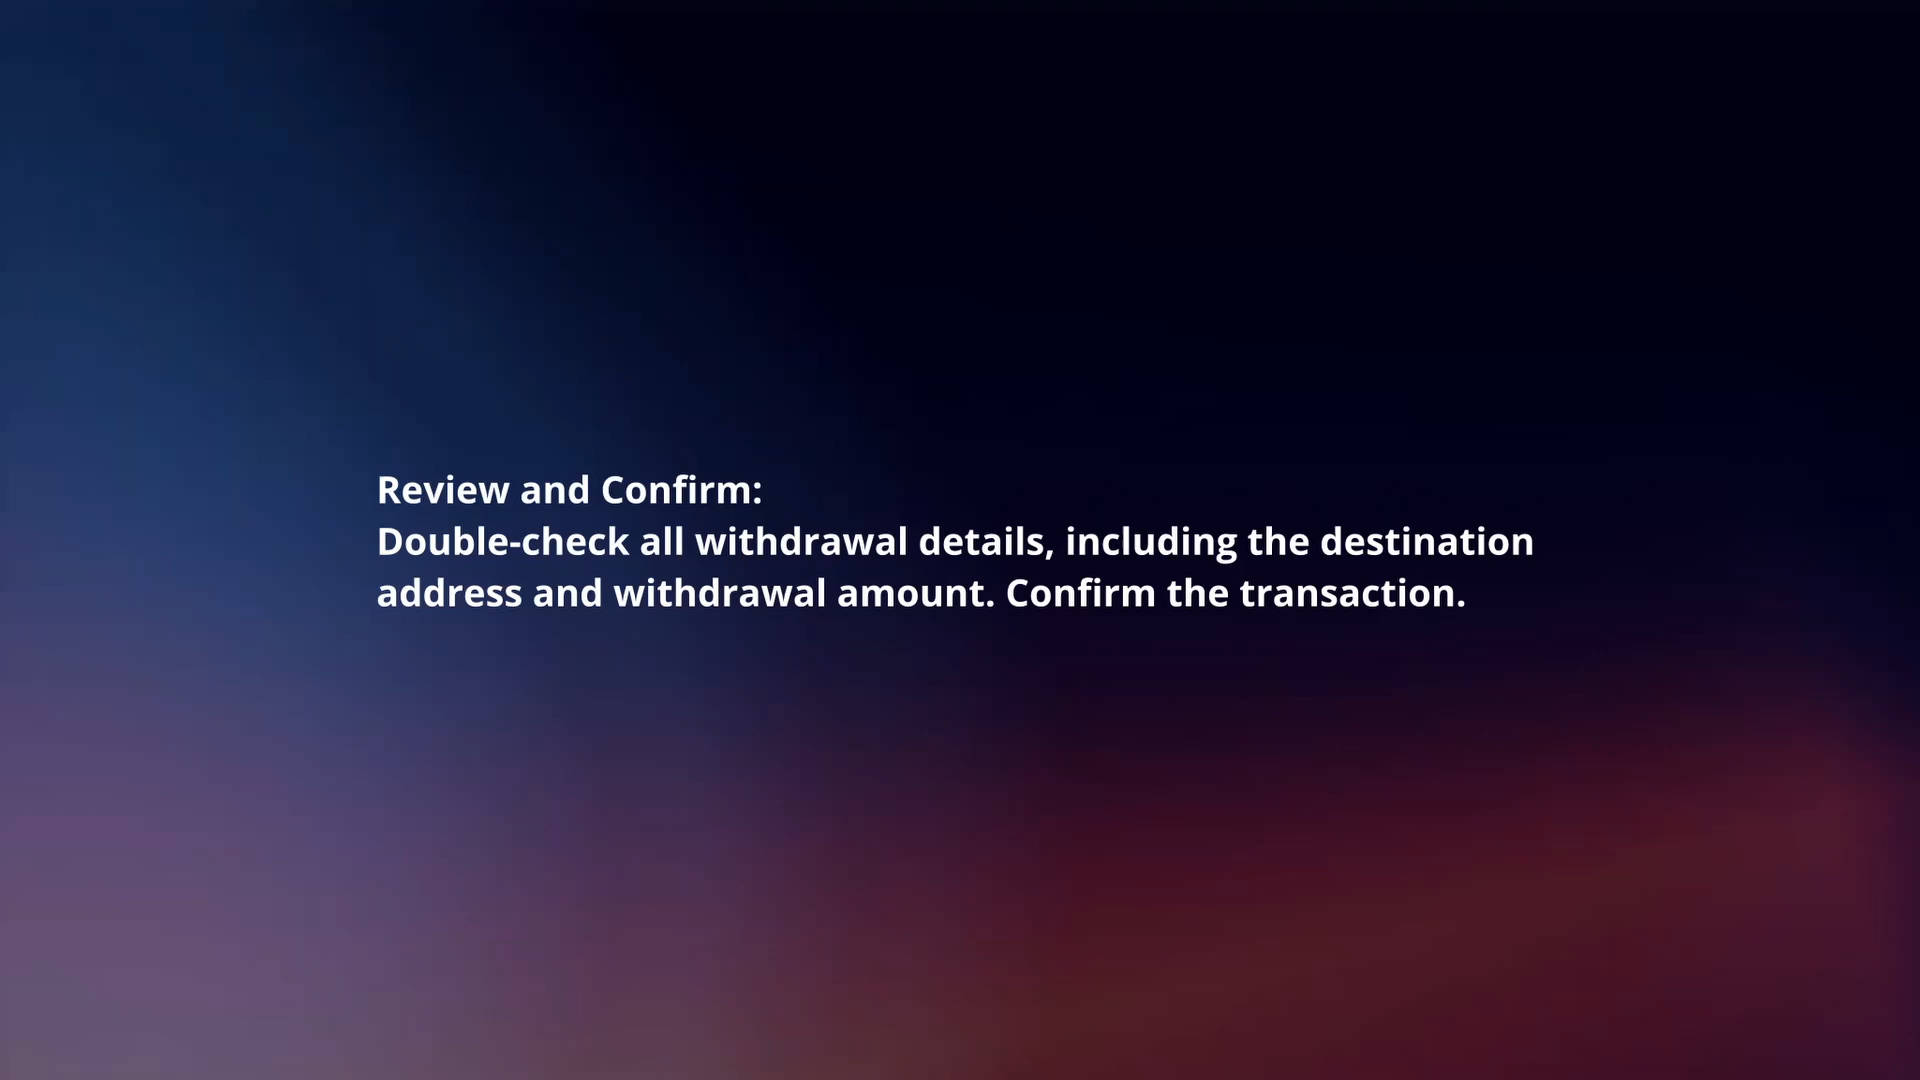 Review and Confirm:
Double-check all withdrawal details, including the destination
address and withdrawal amount. Confirm the transaction.